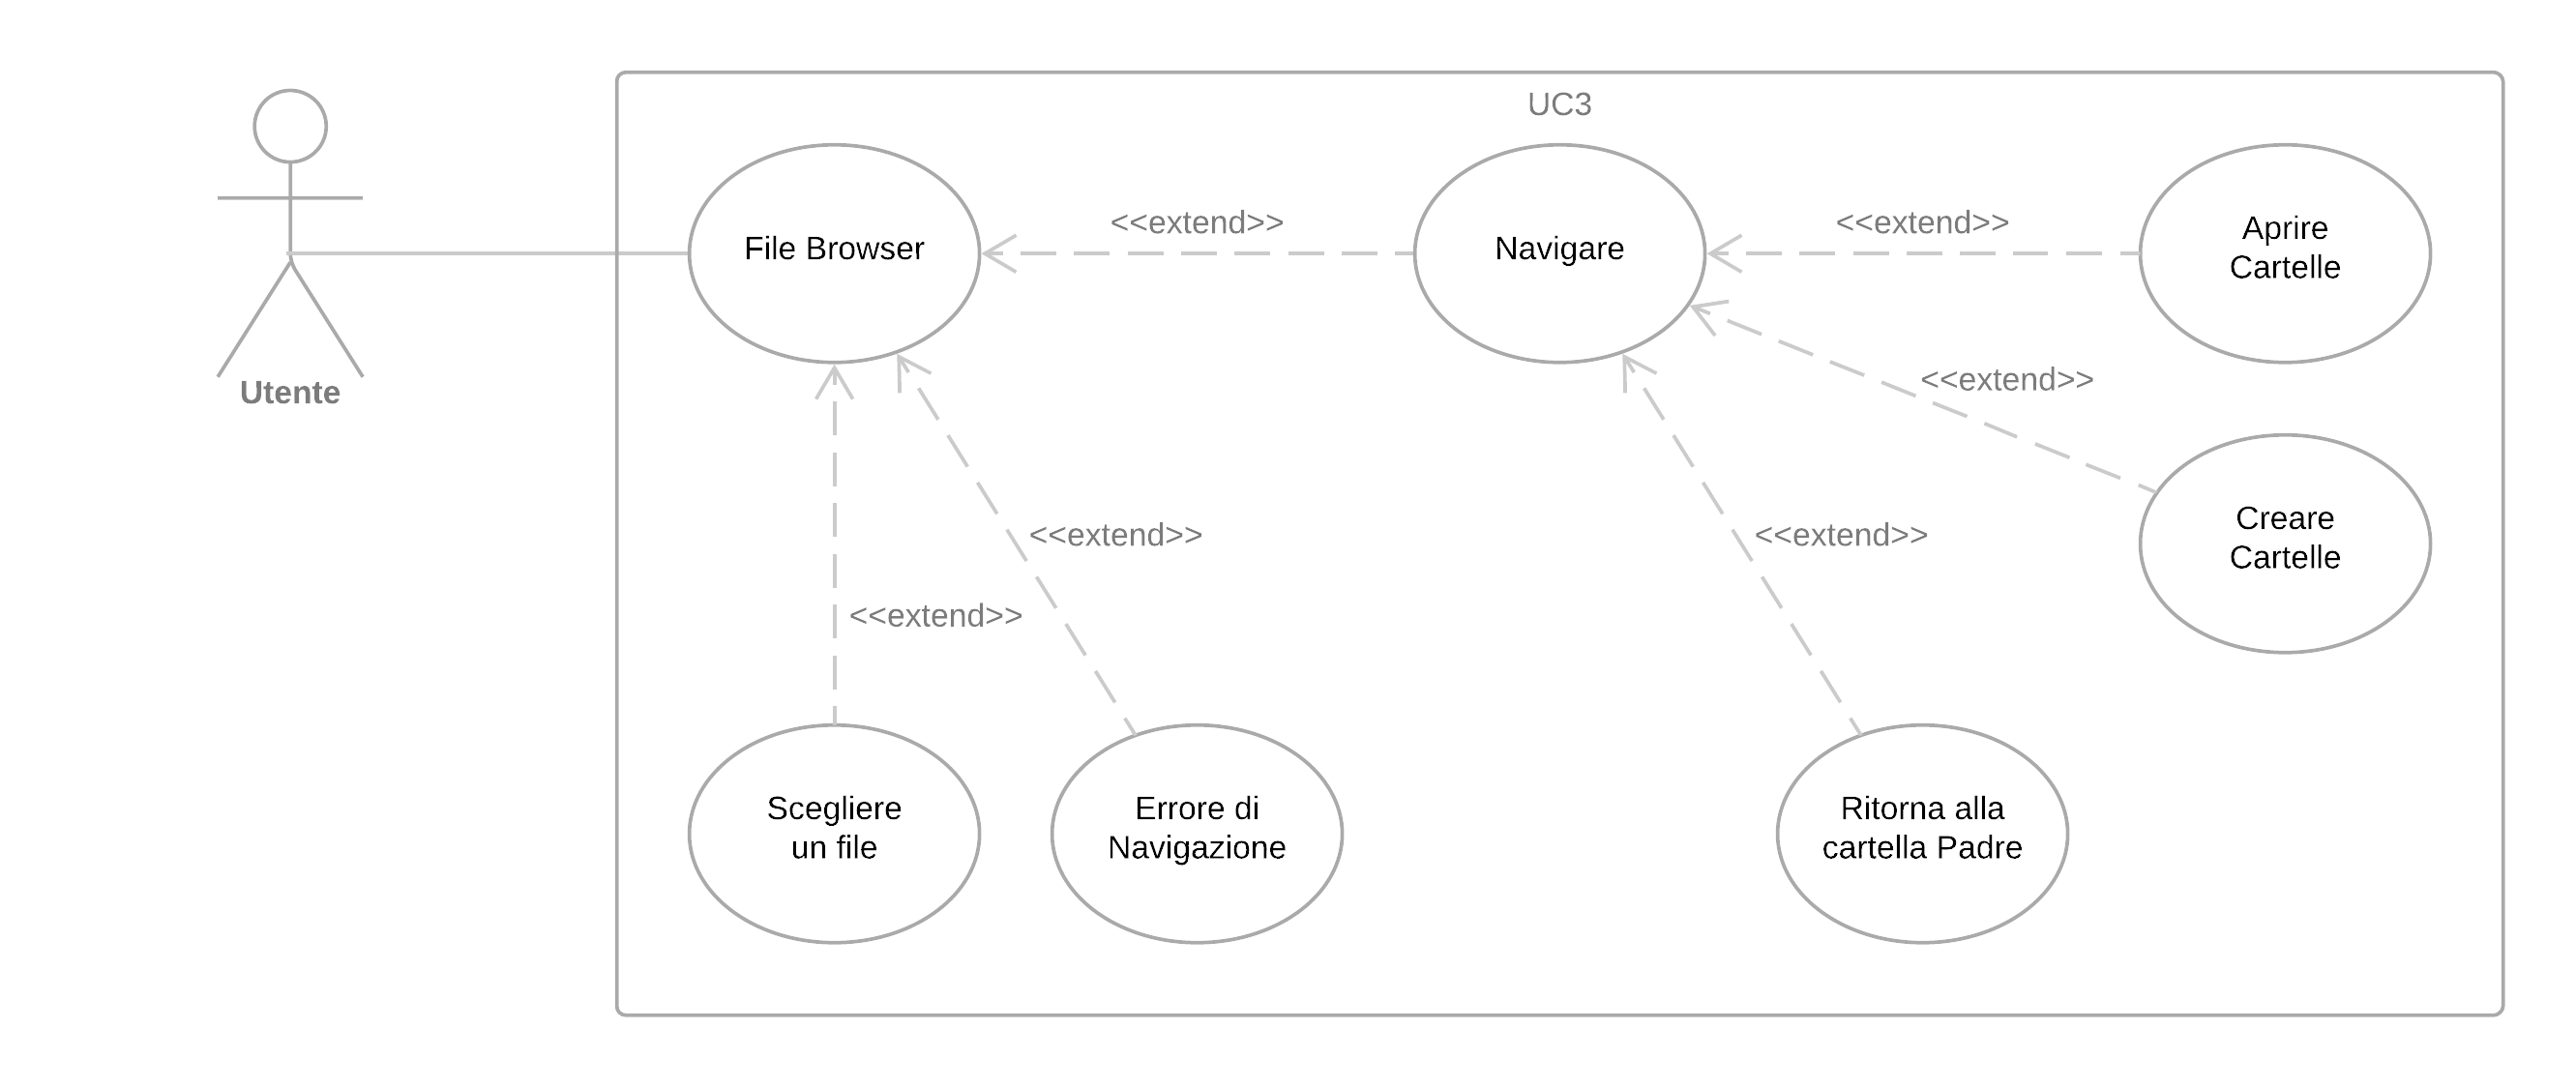 UC3
File Browser
<<extend>>
Navigare
<<extend>>
Aprire
Cartelle
Utente
<<extend>>
Creare
Cartelle
<<extend>>
<<extend>>
<<extend>>
Scegliere
un file
Errore di
Navigazione
Ritorna alla
cartella Padre